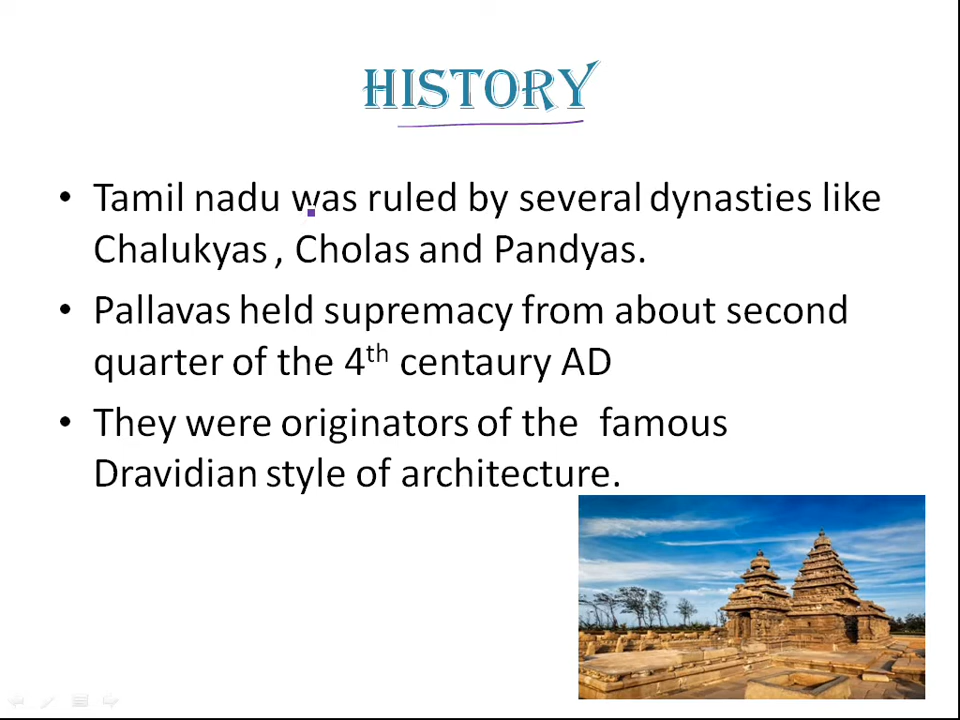 HISTORY
• Tamil nadu was ruled by several dynasties like
Chalukyas , Cholas and Pandyas.
• Pallavas held supremacy from about second
quarter of the 4th centaury AD
• They were originators of the famous
Dravidian style of architecture.